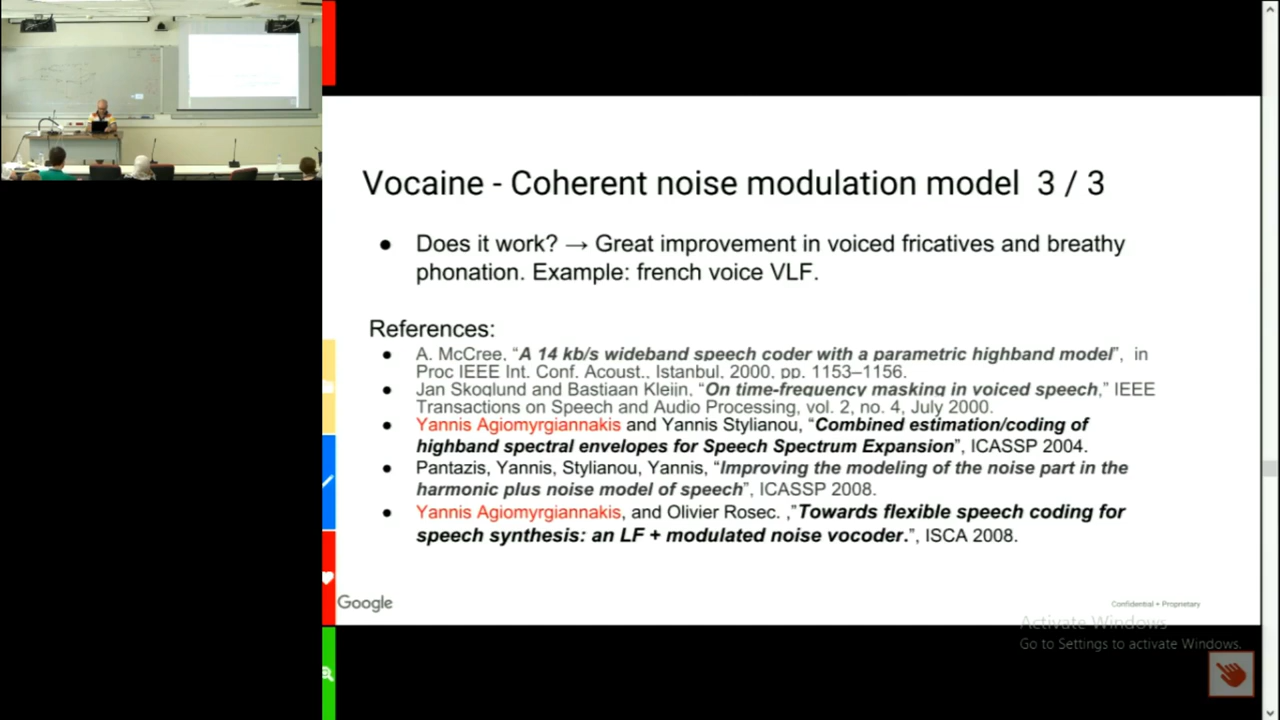 Vocaine - Coherent noise modulation model 3 / 3
● Does it work? → Great improvement in voiced fricatives and breathy
phonation. Example: french voice VLF.
References:
● A. McCree, “A 14 kb/s wideband speech coder with a parametric highband model”, in
Proc IEEE Int. Conf. Acoust., Istanbul, 2000, pp. 1153–1156.
● Jan Skoglund and Bastiaan Kleijn, “On time-frequency masking in voiced speech,” IEEE
Transactions on Speech and Audio Processing, vol. 2, no. 4, July 2000.
● Yannis Agiomyrgiannakis and Yannis Stylianou, “Combined estimation/coding of
highband spectral envelopes for Speech Spectrum Expansion”, ICASSP 2004.
● Pantazis, Yannis, Stylianou, Yannis, “Improving the modeling of the noise part in the
harmonic plus noise model of speech”, ICASSP 2008.
● Yannis Agiomyrgiannakis, and Olivier Rosec. ,”Towards flexible speech coding for
speech synthesis: an LF + modulated noise vocoder.”, ISCA 2008.
Google
Confidential + Proprietary
Activate Windows
Go to Settings to activate Windows.